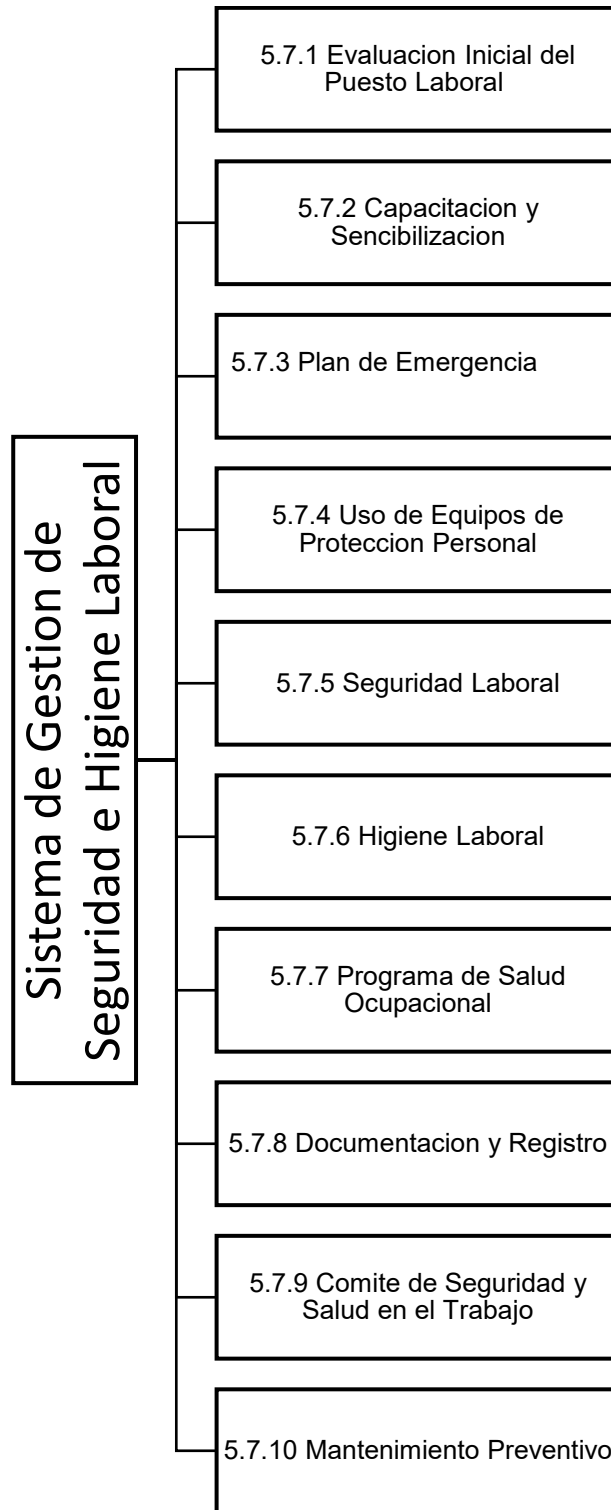 Sistema de Gestion de
Seguridad e Higiene Laboral
5.7.1 Evaluacion Inicial del
Puesto Laboral
5.7.2 Capacitacion y
Sencibilizacion
5.7.3 Plan de Emergencia
5.7.4 Uso de Equipos de
Proteccion Personal
5.7.5 Seguridad Laboral
5.7.6 Higiene Laboral
5.7.7 Programa de Salud
Ocupacional
5.7.8 Documentacion y Registro
5.7.9 Comite de Seguridad y
Salud en el Trabajo
5.7.10 Mantenimiento Preventivo